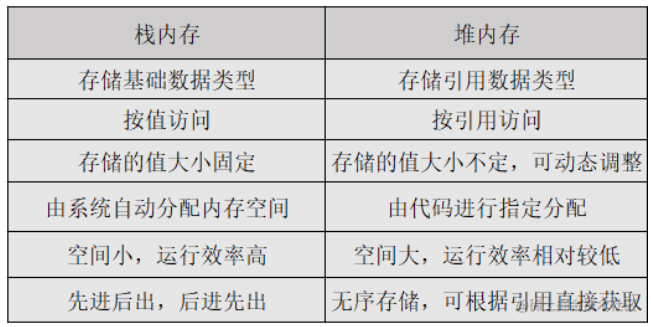 栈内存 堆内存
存储基础数据类型 存储引用数据类型
按值访问 按引用访问
存储的值大小固定 存储的值大小不定，可动态调整
由系统自动分配内存空间 由代码进行指定分配
空间小，运行效率高 空间大，运行效率相对较低
先进后出，后进先出 无序存储，可根据引用直接获取